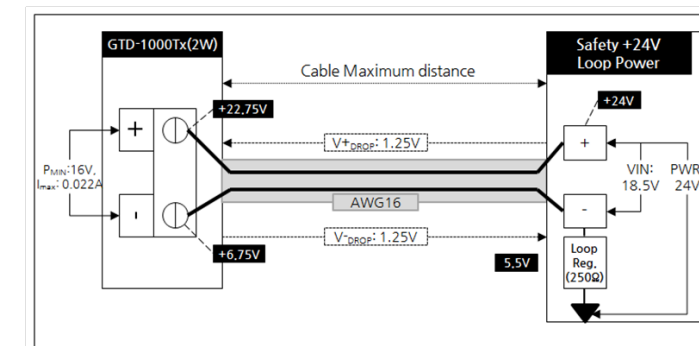 GTD-1000Tx(2W)
Safety +24V
Loop Power
Cable Maximum distance
+22,75V
+24V
+
+
V+DROP: 1.25V
PMIN:16V,
Imax: 0.022A
VIN:
18.5V
PWR
24V
AWG16
-
-
V-DROP: 1.25V
+6,75V
5,5V
Loop
Reg,
(250Ω)